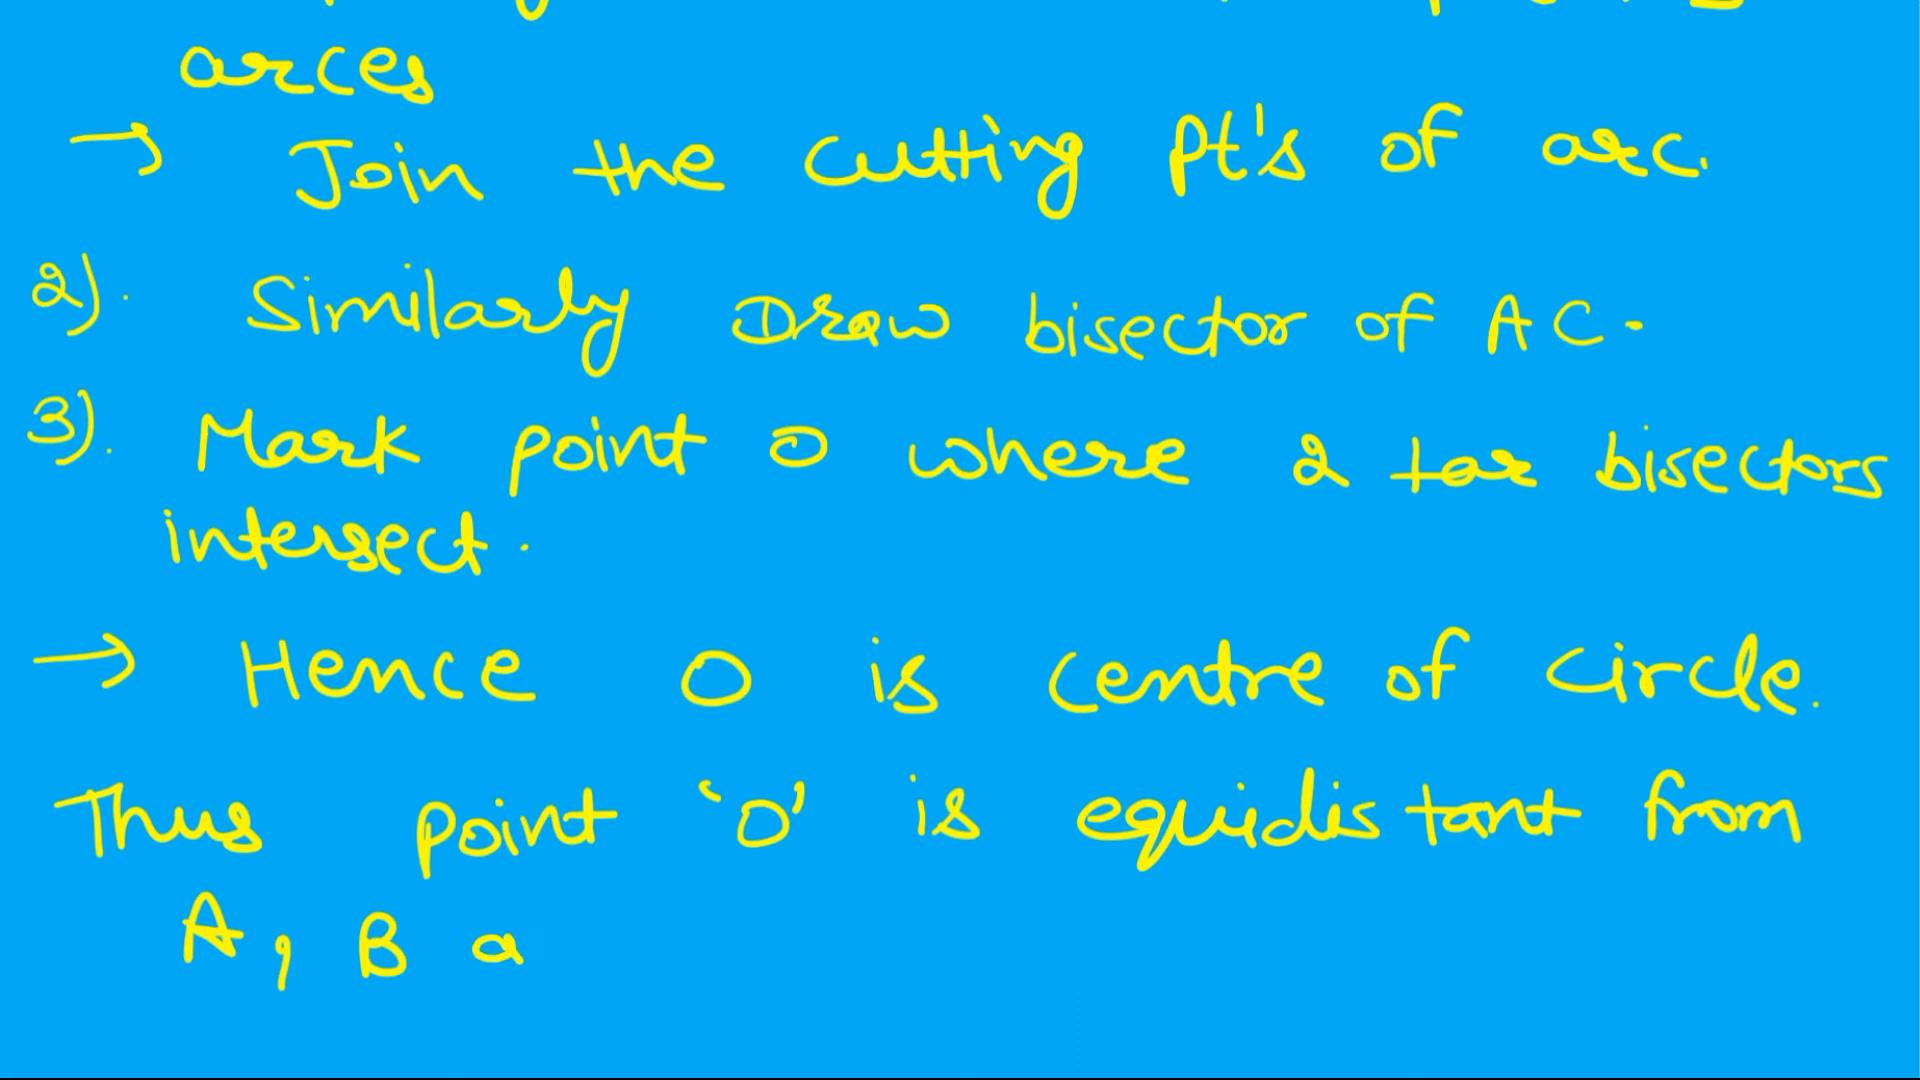 arces
→ Join the cutting Pt's of arc.
2). Similarly Draw bisector of AC.
3). Mark point O where 2 tar bisectors
intersect.
→ Hence O is centre of circle.
Thus point 'O' is equidistant from
A, B a